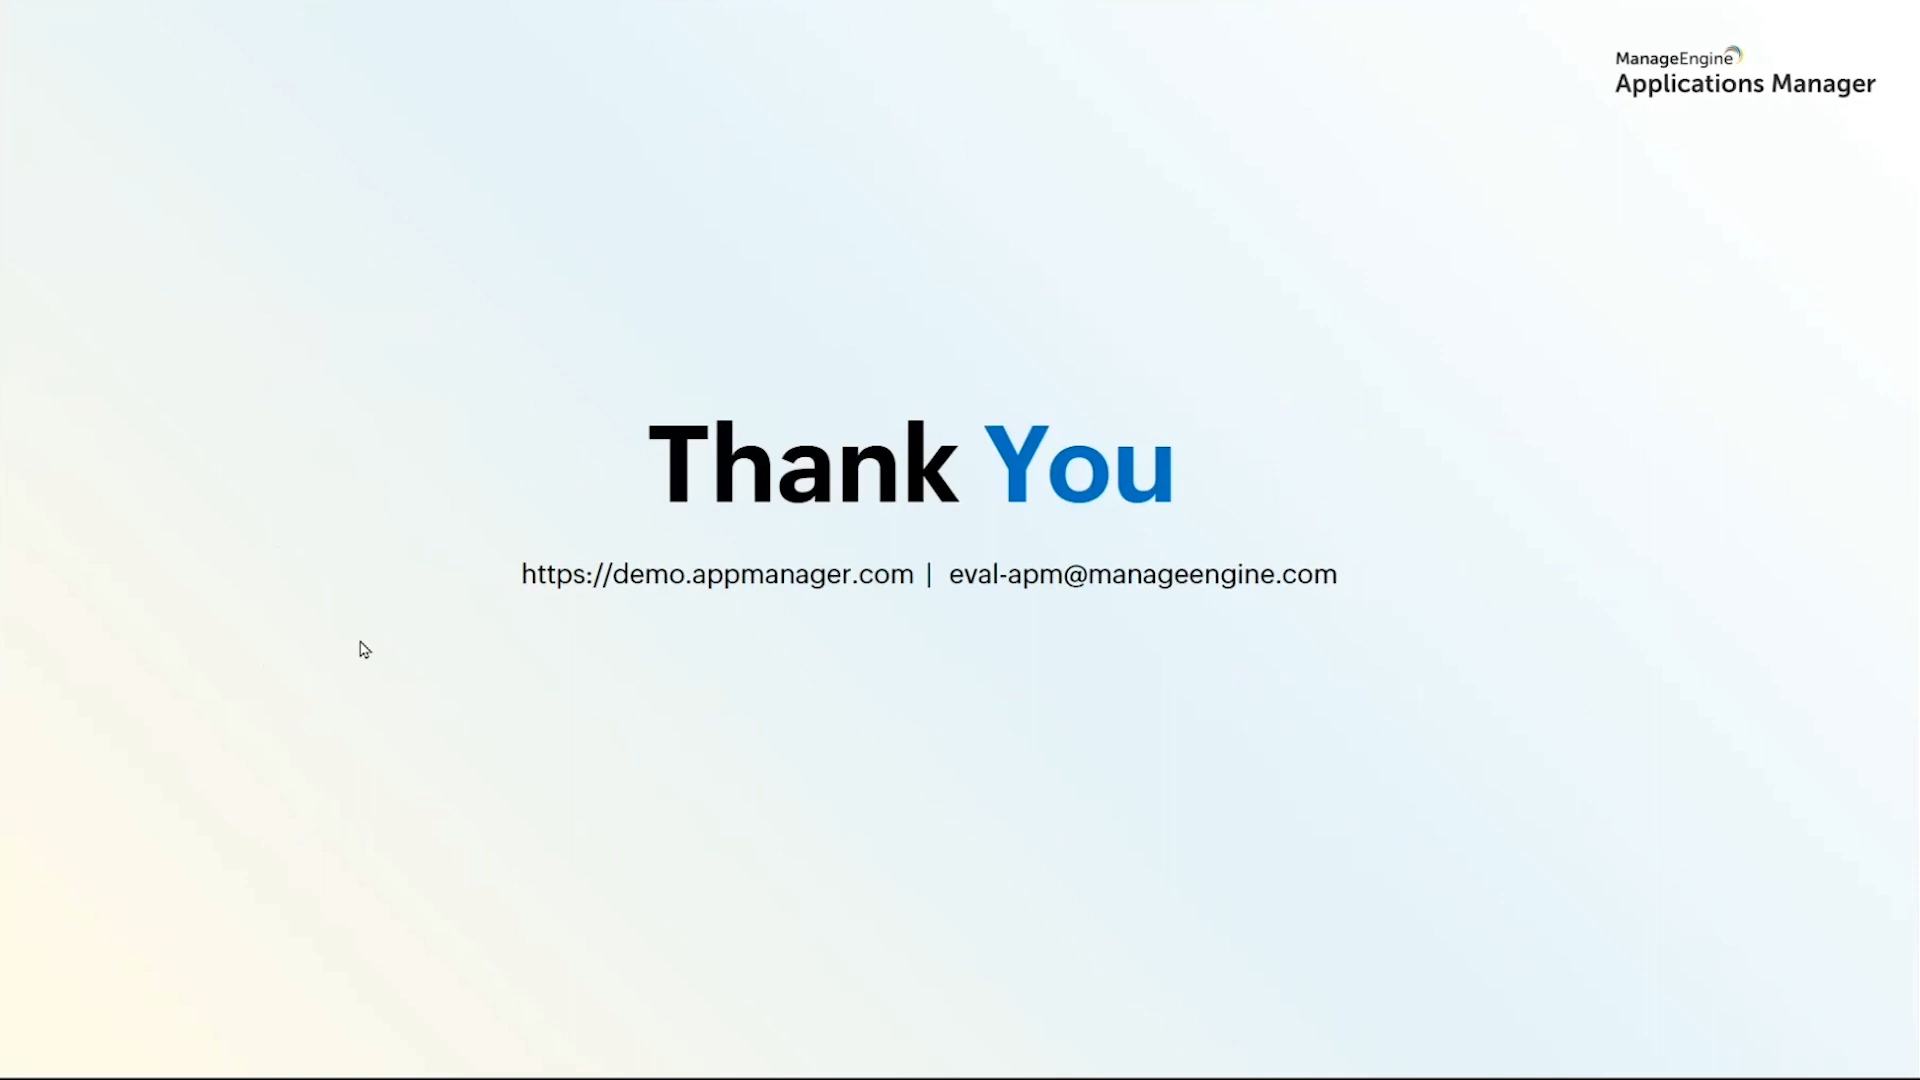 ManageEngine
Applications Manager
Thank You
https://demo.appmanager.com | eval-apm@manageengine.com